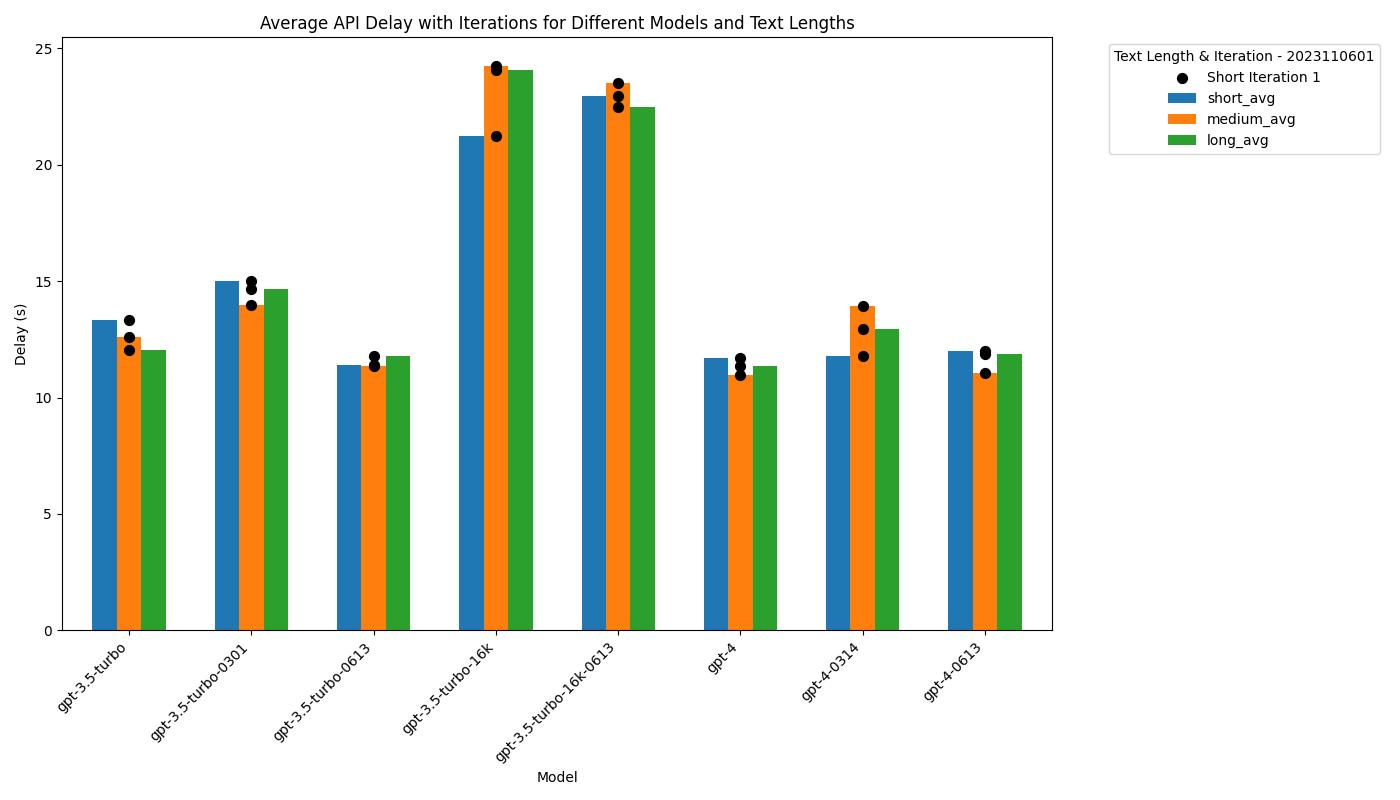 Average API Delay with Iterations for Different Models and Text Lengths
Text Length & Iteration - 2023110601
Short Iteration 1
short_avg
medium_avg
long_avg
Delay (s)
25
20
15
10
5
0
gpt-3.5-turbo
gpt-3.5-turbo-0301
gpt-3.5-turbo-0613
gpt-3.5-turbo-16k
gpt-3.5-turbo-16k-0613
gpt-4
gpt-4-0314
gpt-4-0613
Model